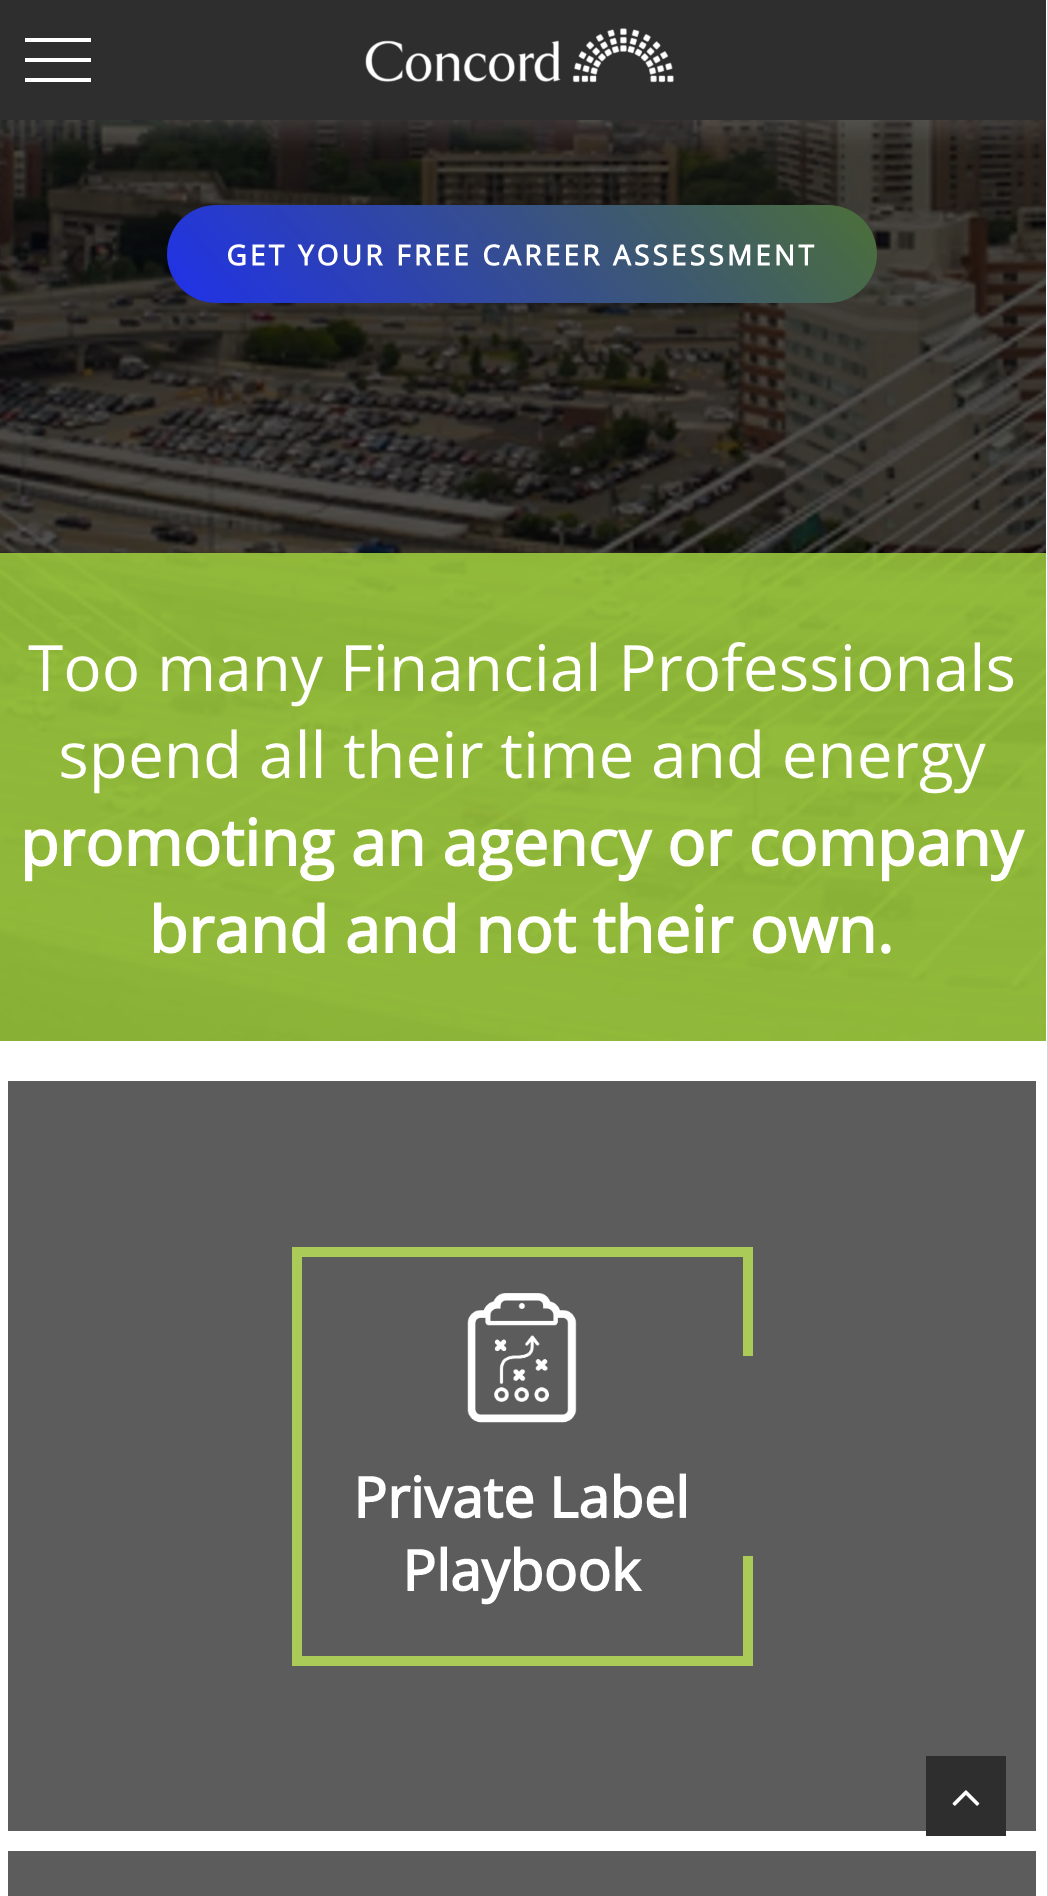 Concord
GET YOUR FREE CAREER ASSESSMENT
Too many Financial Professionals
spend all their time and energy
promoting an agency or company
brand and not their own.
Private Label
Playbook